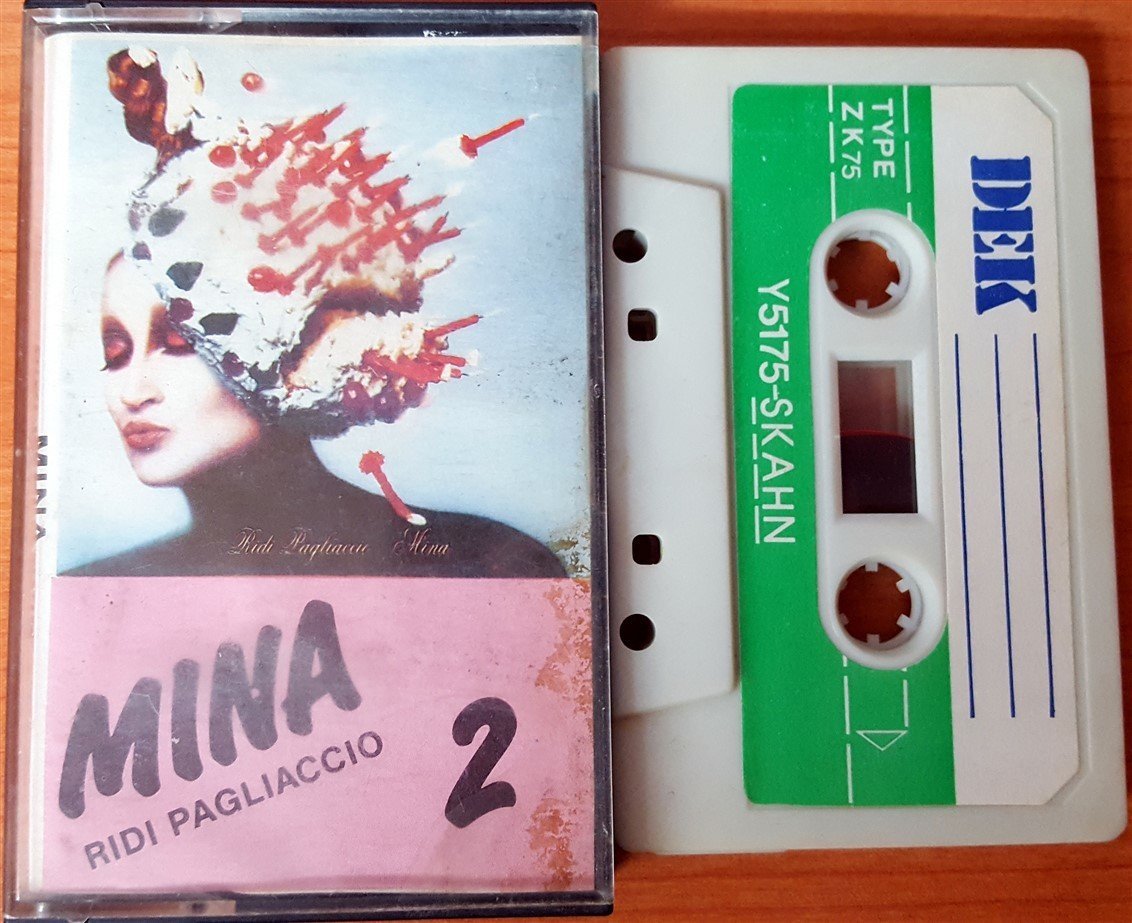 MINA
Ridi Pagliaccio Mina
MINA
RIDI PAGLIACCIO
2
DEK
TYPE
ZK75
Y5175-SKAHN